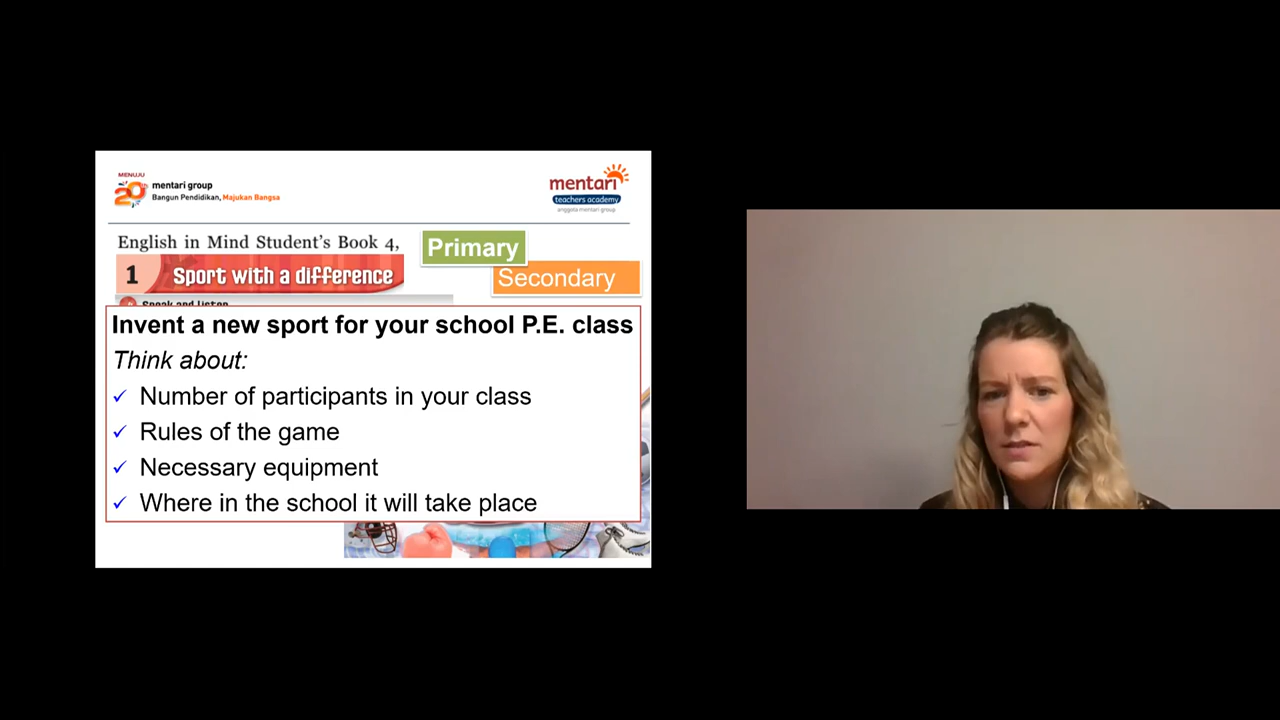 MENUJU
20th
mentari group
Bangun Pendidikan, Majukan Bangsa
mentari
teachers academy
anggota mentari group
English in Mind Student's Book 4,
Primary
1 Sport with a difference
Secondary
Speak and listen
Invent a new sport for your school P.E. class
Think about:
✓ Number of participants in your class
✓ Rules of the game
✓ Necessary equipment
✓ Where in the school it will take place